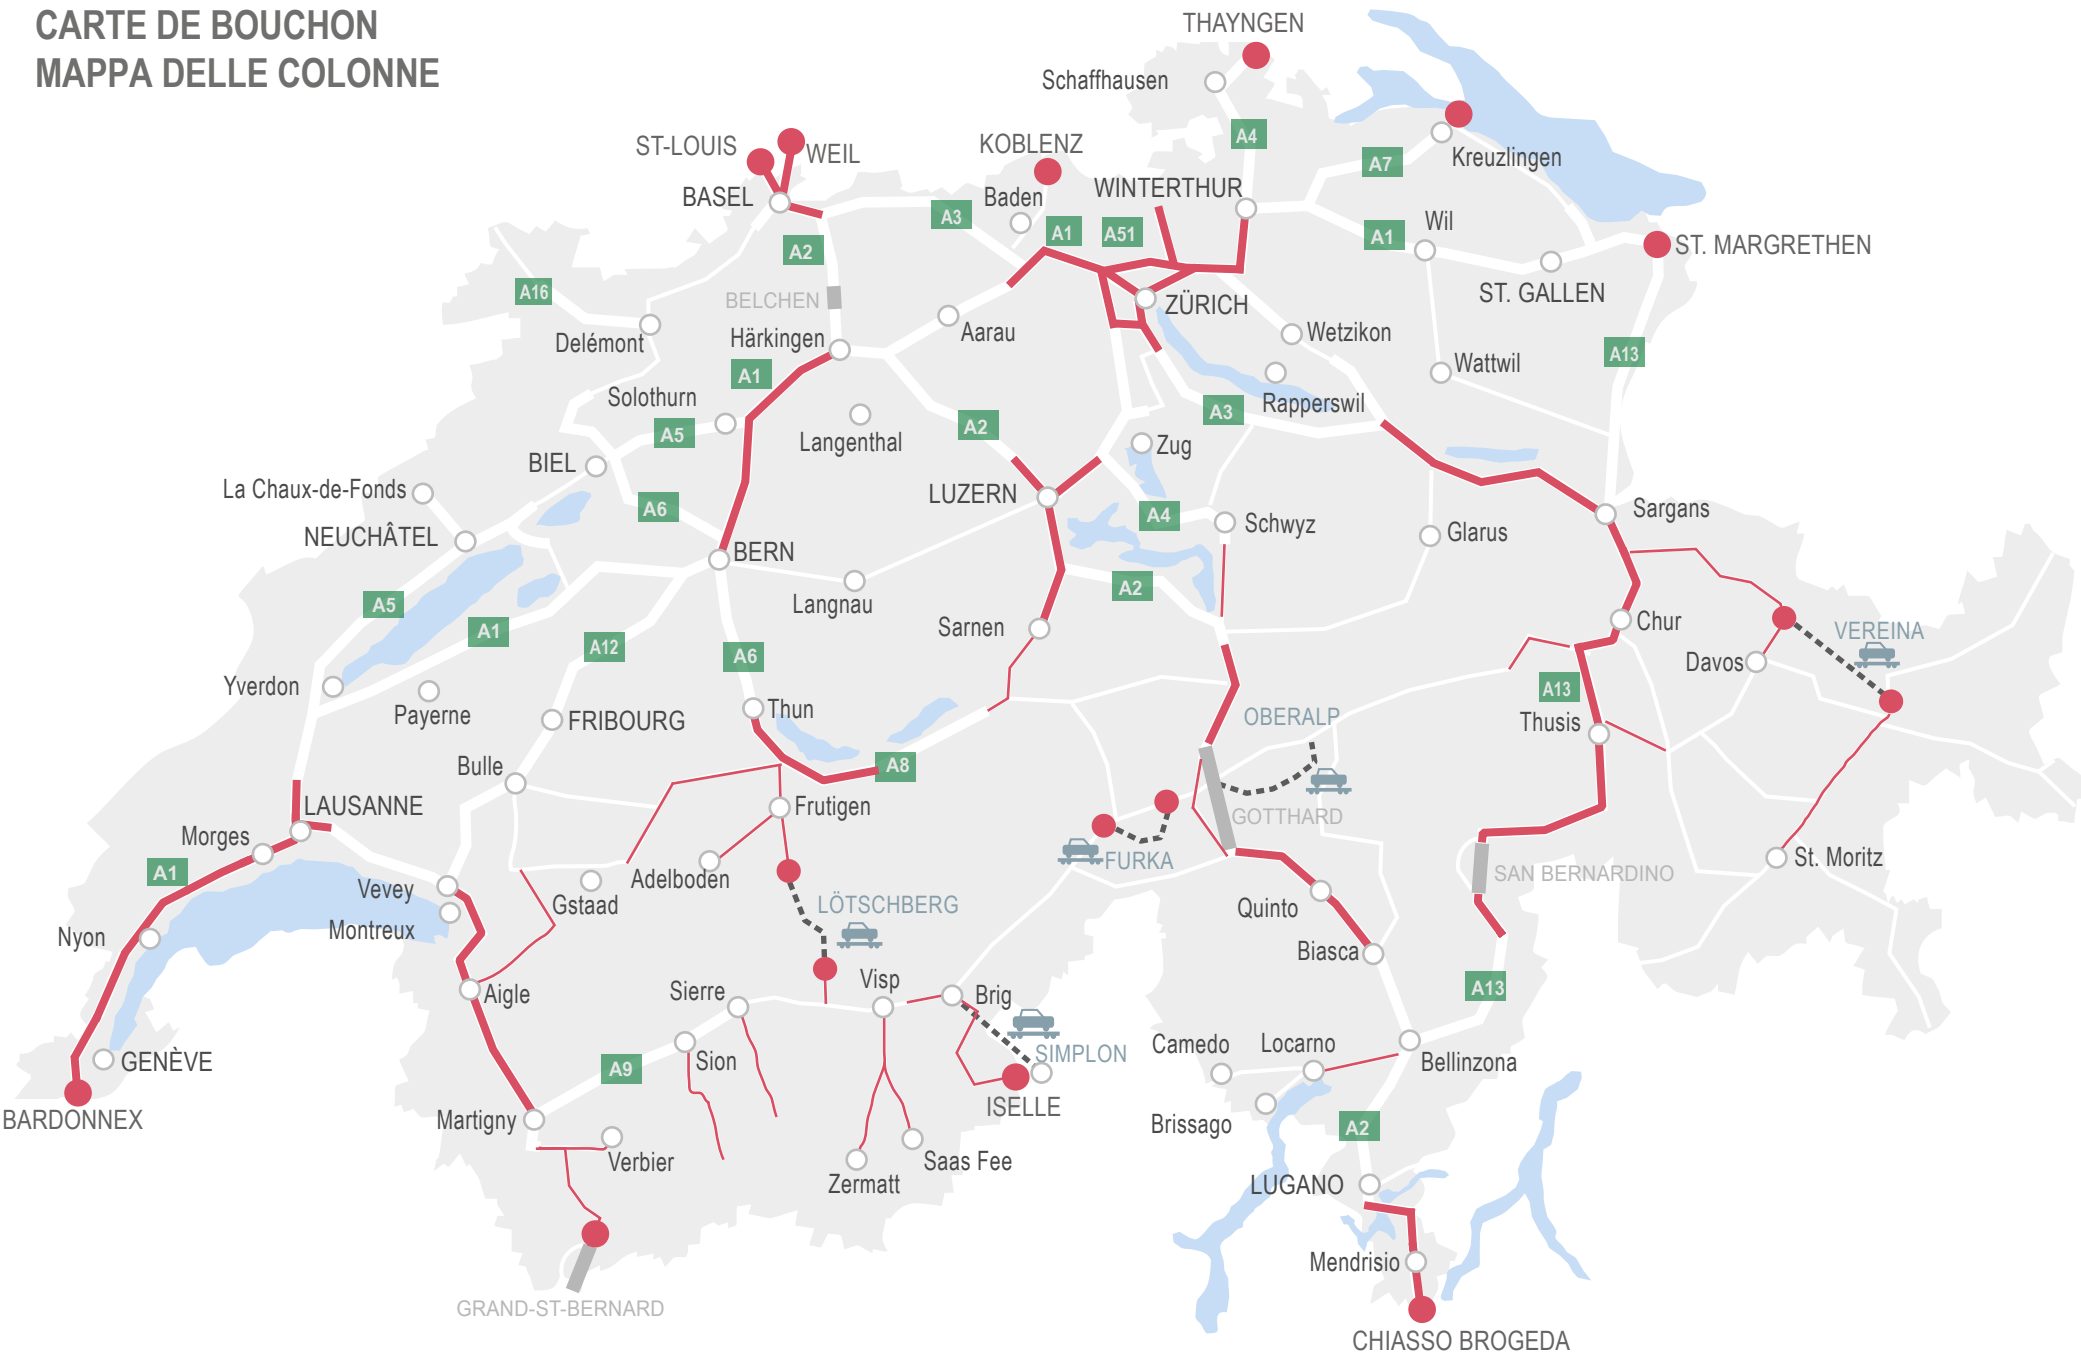 CARTE DE BOUCHON
MAPPA DELLE COLONNE
THAYNGEN
Schaffhausen
A4
ST-LOUIS
WEIL
KOBLENZ
A7
Kreuzlingen
BASEL
Baden
WINTERTHUR
A3
A1
A51
A1
Wil
ST. MARGRETHEN
A2
A16
BELCHEN
ZÜRICH
ST. GALLEN
Delémont
Härkingen
Aarau
Wetzikon
Wattwil
A13
A1
Solothurn
A5
Langenthal
A2
A3
Rapperswil
Zug
BIEL
La Chaux-de-Fonds
LUZERN
A6
A4
Schwyz
Sargans
NEUCHÂTEL
BERN
Glarus
A5
Langnau
A2
A1
Sarnen
Chur
VEREINA
A12
A6
Davos
Yverdon
Payerne
FRIBOURG
Thun
A13
OBERALP
Thusis
Bulle
A8
LAUSANNE
Frutigen
GOTTHARD
Morges
A1
FURKA
St. Moritz
Vevey
Gstaad
Adelboden
SAN BERNARDINO
LÖTSCHBERG
Quinto
Montreux
Nyon
Biasca
Aigle
Sierre
Visp
Brig
A13
GENÈVE
Sion
A9
SIMPLON
Camedo
Locarno
Bellinzona
ISELLE
BARDONNEX
Martigny
Brissago
A2
Verbier
Saas Fee
Zermatt
LUGANO
Mendrisio
GRAND-ST-BERNARD
CHIASSO BROGEDA